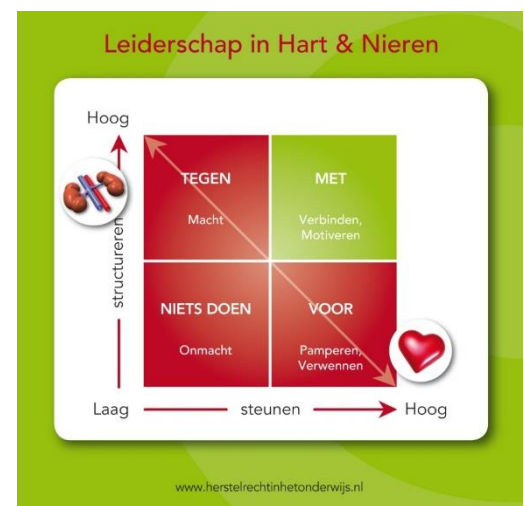 Leiderschap in Hart & Nieren
Hoog
structureren
TEGEN
Macht
MET
Verbinden,
Motiveren
NIETS DOEN
Onmacht
VOOR
Pamperen,
Verwennen
Laag
steunen
Hoog
www.herstelrechtinhetonderwijs.nl